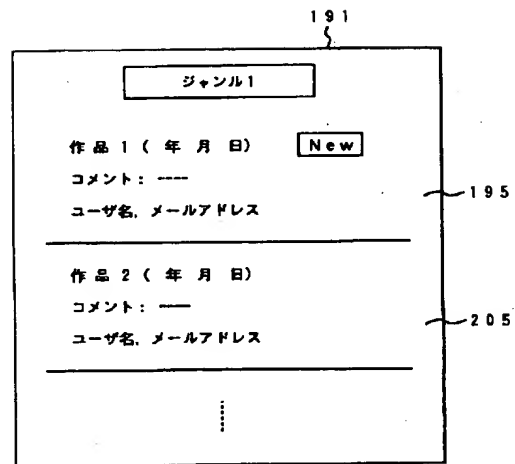 191
ジャンル1
作品1(年月日) New
コメント: ----
195
ユーザ名, メールアドレス
作品2(年月日)
コメント: ----
205
ユーザ名, メールアドレス